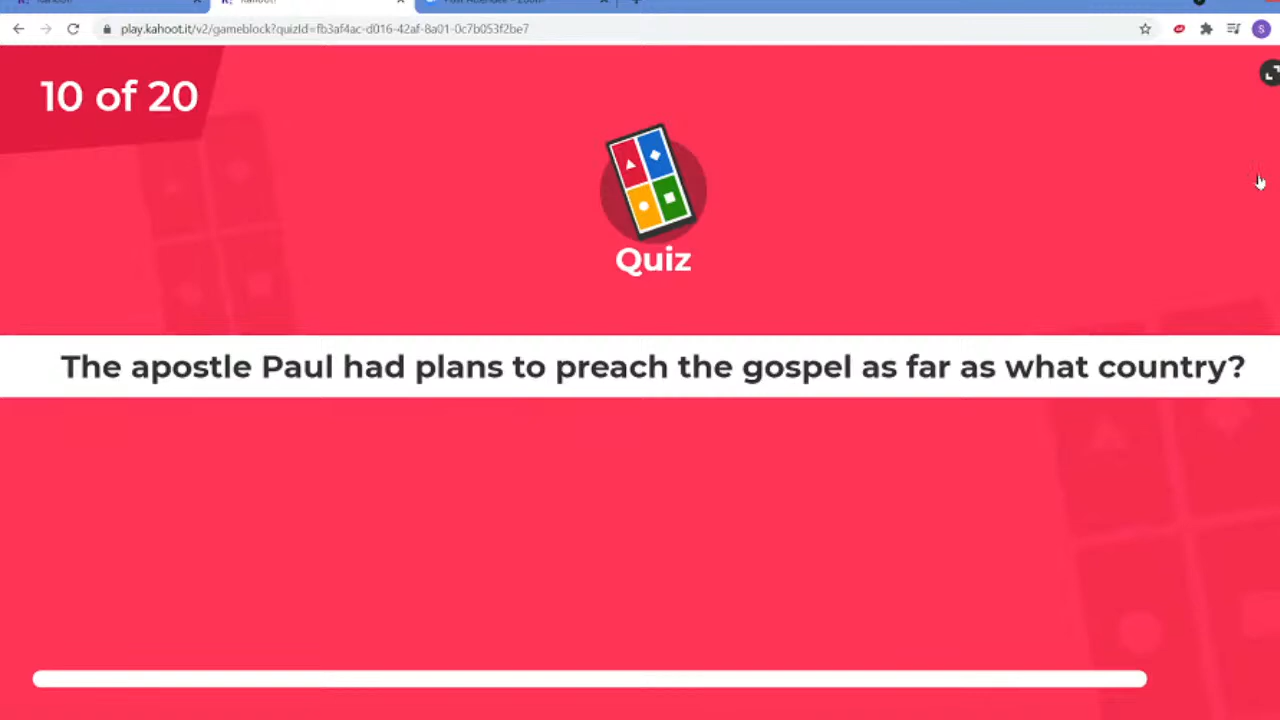 play.kahoot.it/v2/gameblock?quizId=fb3af4ac-d016-42af-8a01-0c7b053f2be7
S
10 of 20
Quiz
The apostle Paul had plans to preach the gospel as far as what country?